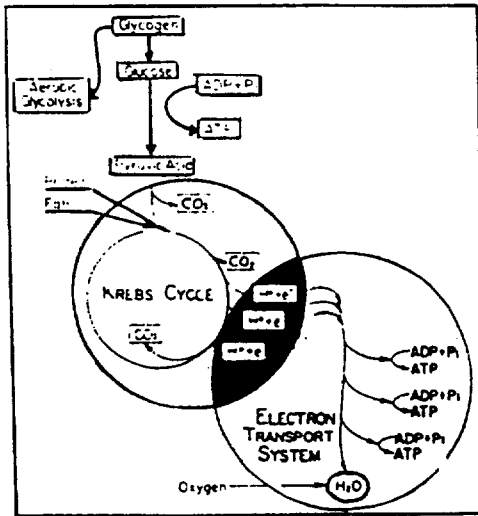 Glycogen
Glucose
Aerobic
Glycolysis
ADP+Pi
ATP
Pyruvic Acid
CO₂
CO₂
KREBS CYCLE
CO₂
H⁺+e⁻
H⁺+e
H⁺+e
ADP+Pi
ATP
ADP+Pi
ATP
ADP+Pi
ATP
ELECTRON
TRANSPORT
SYSTEM
Oxygen
H₂O